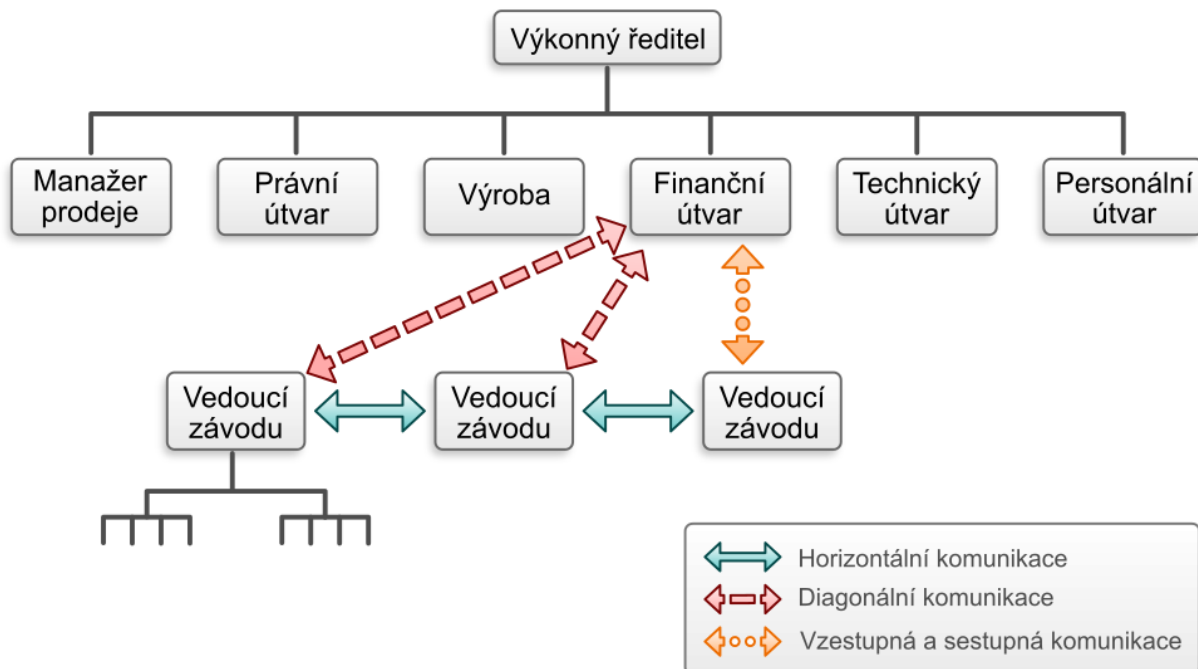 Výkonný ředitel
Manažer
prodeje
Právní
útvar
Výroba
Finanční
útvar
Technický
útvar
Personální
útvar
Vedoucí
závodu
Vedoucí
závodu
Vedoucí
závodu
Horizontální komunikace
Diagonální komunikace
Vzestupná a sestupná komunikace